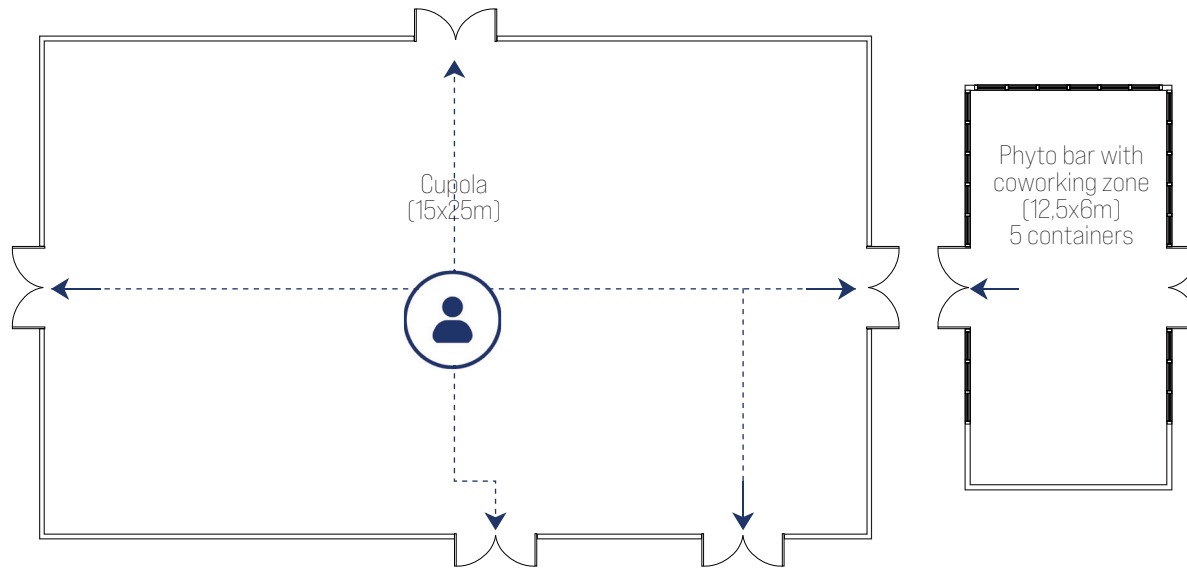 Cupola
(15x25m)
Phyto bar with
coworking zone
(12,5x6m)
5 containers